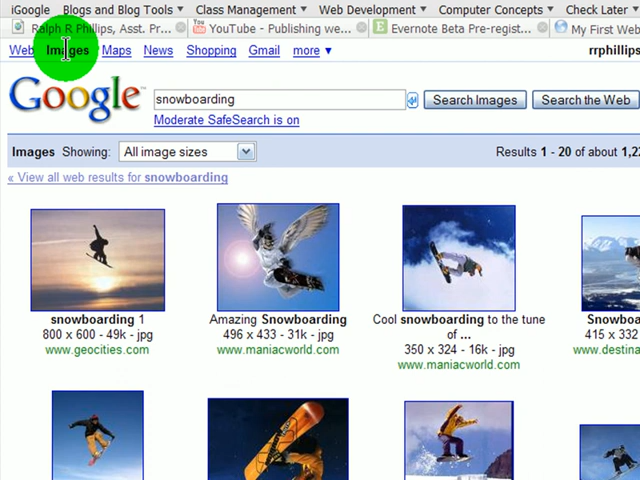 iGoogle Blogs and Blog Tools Class Management Web Development Computer Concepts Check Later
Ralph R Phillips, Asst. Pr... YouTube - Publishing we... Evernote Beta Pre-regist... My First Web
Web Images Maps News Shopping Gmail more ▼ rrphillips
Google snowboarding Search Images Search the Web
Moderate SafeSearch is on
Images Showing: All image sizes Results 1 - 20 of about 1,2
« View all web results for snowboarding
snowboarding 1
800 x 600 - 49k - jpg
www.geocities.com
Amazing Snowboarding
496 x 433 - 31k - jpg
www.maniacworld.com
Cool snowboarding to the tune
of ...
350 x 324 - 16k - jpg
www.maniacworld.com
Snowboa
415 x 332
www.destina